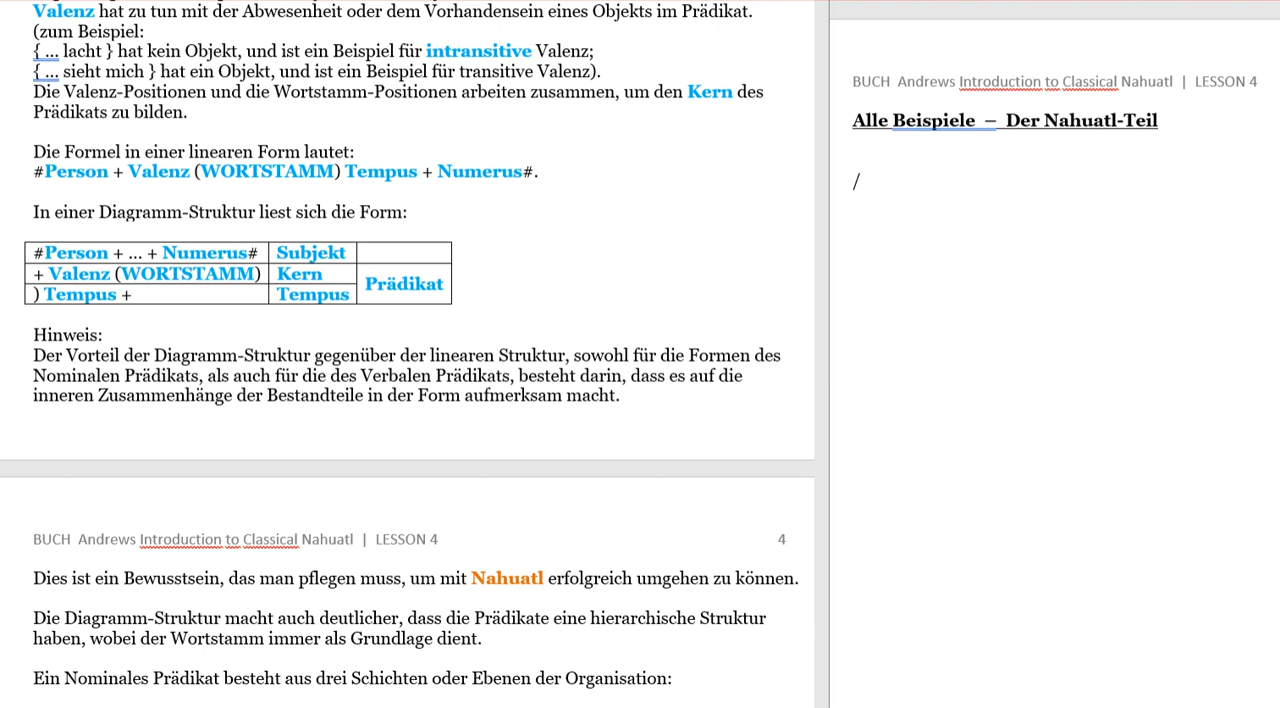 Valenz hat zu tun mit der Abwesenheit oder dem Vorhandensein eines Objekts im Prädikat.
(zum Beispiel:
{ ... lacht } hat kein Objekt, und ist ein Beispiel für intransitive Valenz;
{ ... sieht mich } hat ein Objekt, und ist ein Beispiel für transitive Valenz).
Die Valenz-Positionen und die Wortstamm-Positionen arbeiten zusammen, um den Kern des
Prädikats zu bilden.
Die Formel in einer linearen Form lautet:
#Person + Valenz (WORTSTAMM) Tempus + Numerus#.
In einer Diagramm-Struktur liest sich die Form:
#Person + ... + Numerus# Subjekt
+ Valenz (WORTSTAMM) Kern
Prädikat
) Tempus + Tempus
Hinweis:
Der Vorteil der Diagramm-Struktur gegenüber der linearen Struktur, sowohl für die Formen des
Nominalen Prädikats, als auch für die des Verbalen Prädikats, besteht darin, dass es auf die
inneren Zusammenhänge der Bestandteile in der Form aufmerksam macht.
BUCH Andrews Introduction to Classical Nahuatl | LESSON 4 4
Dies ist ein Bewusstsein, das man pflegen muss, um mit Nahuatl erfolgreich umgehen zu können.
Die Diagramm-Struktur macht auch deutlicher, dass die Prädikate eine hierarchische Struktur
haben, wobei der Wortstamm immer als Grundlage dient.
Ein Nominales Prädikat besteht aus drei Schichten oder Ebenen der Organisation:
BUCH Andrews Introduction to Classical Nahuatl | LESSON 4
Alle Beispiele – Der Nahuatl-Teil
/